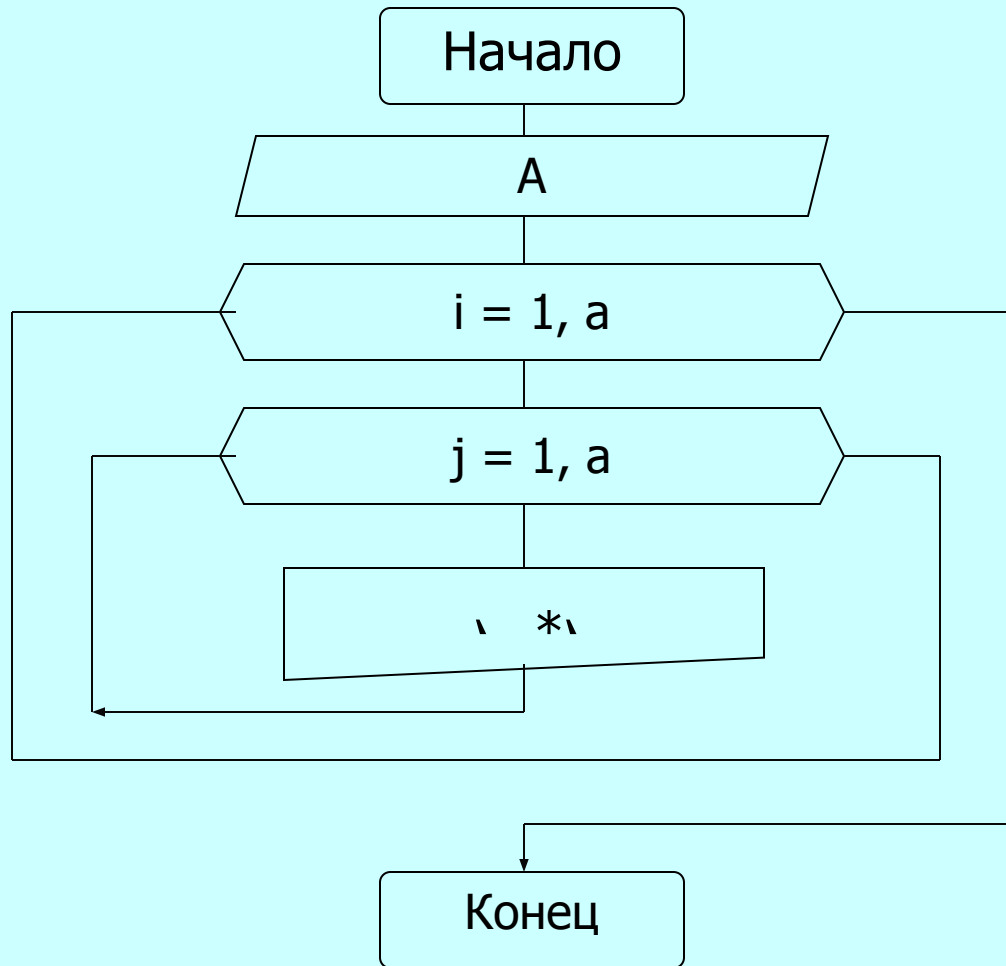 Начало
А
i = 1, a
j = 1, a
‵ *‵
Конец